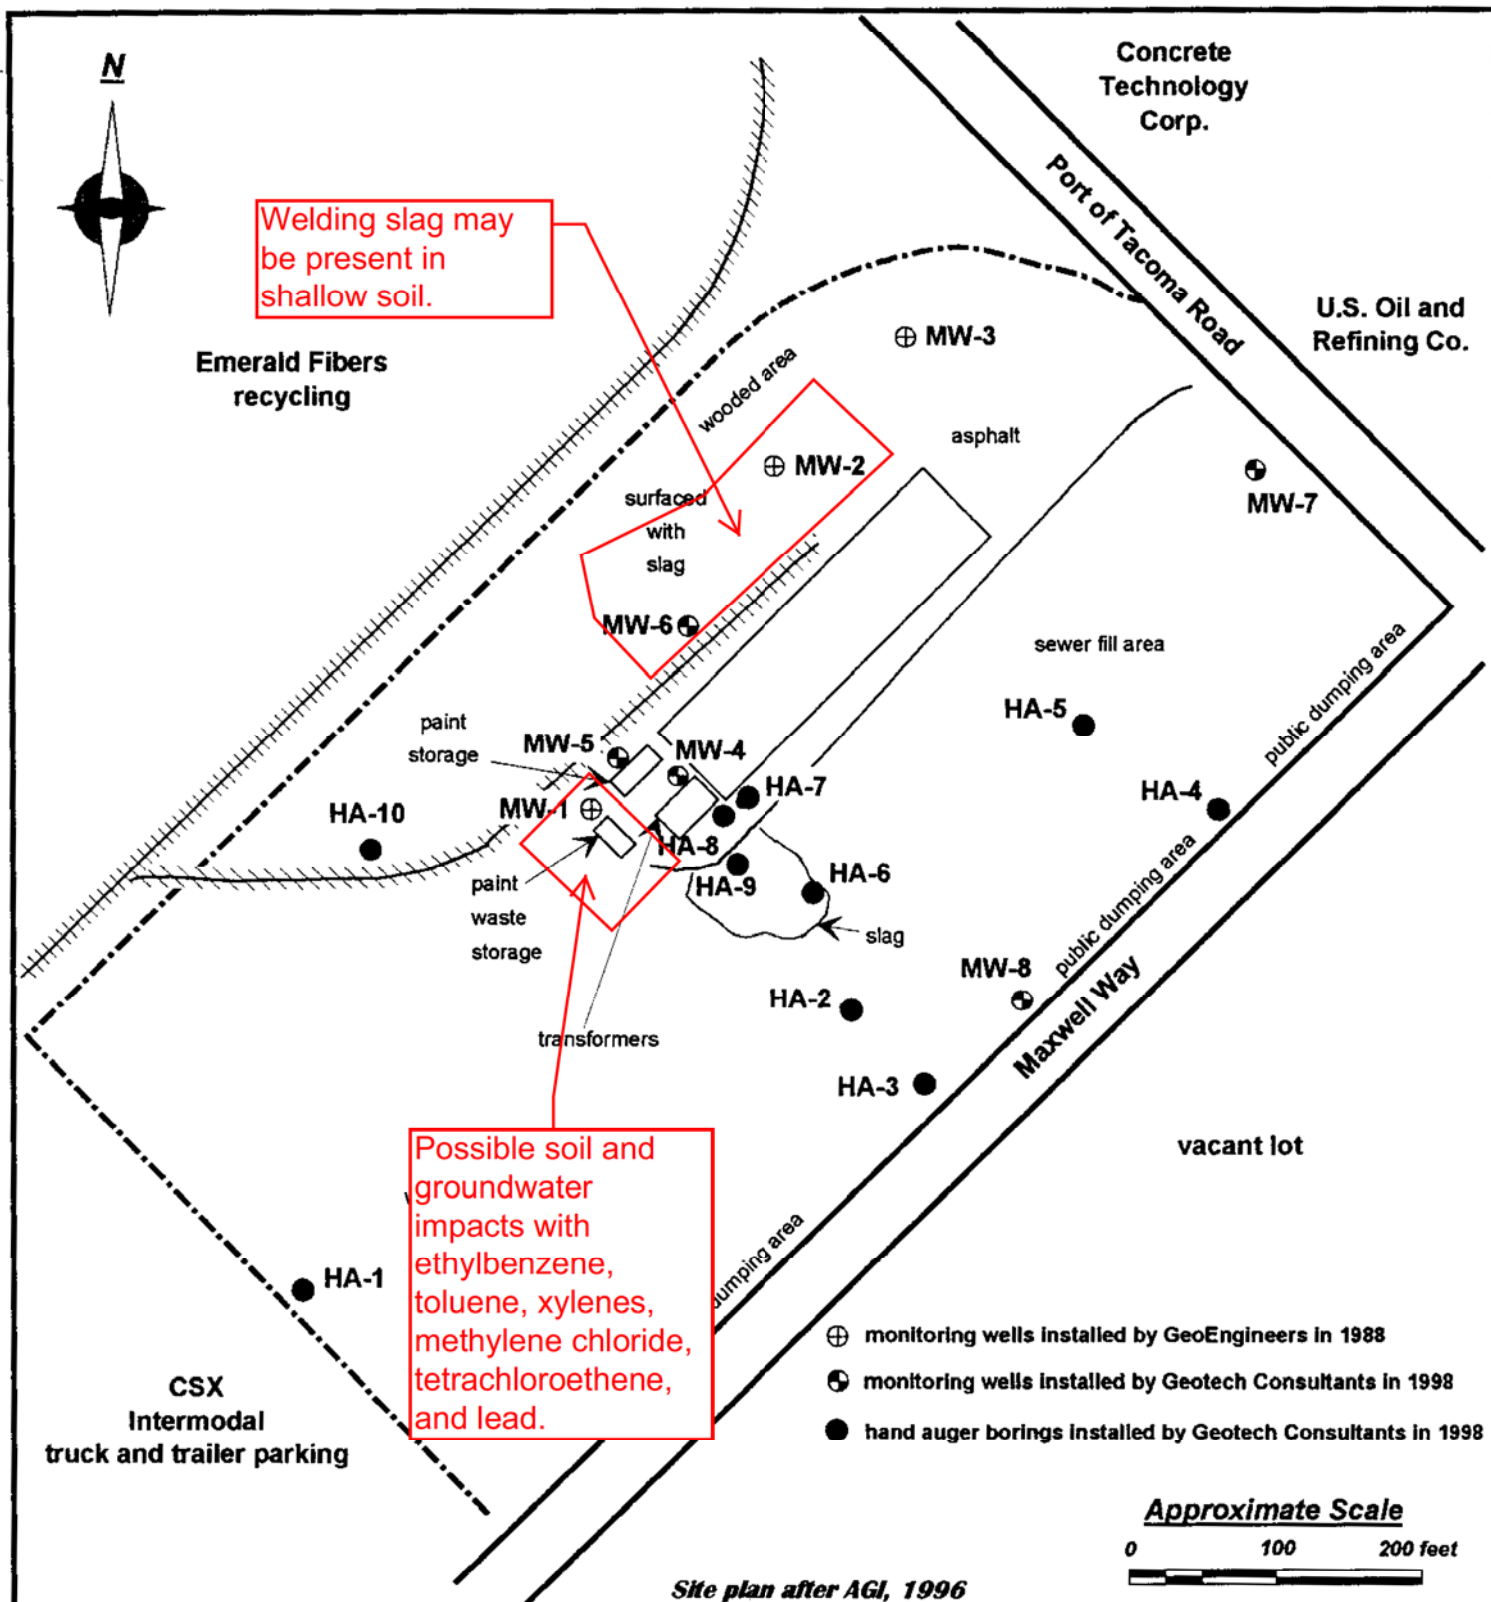 N
Concrete
Technology
Corp.
Port of Tacoma Road
U.S. Oil and
Refining Co.
Welding slag may
be present in
shallow soil.
Emerald Fibers
recycling
MW-3
wooded area
asphalt
MW-2
MW-7
surfaced
with
slag
MW-6
sewer fill area
public dumping area
HA-5
paint
storage
MW-5
MW-4
HA-7
HA-4
MW-1
HA-10
HA-8
HA-9
HA-6
paint
waste
storage
slag
public dumping area
MW-8
HA-2
Maxwell Way
transformers
HA-3
vacant lot
Possible soil and
groundwater
impacts with
ethylbenzene,
toluene, xylenes,
methylene chloride,
tetrachloroethene,
and lead.
dumping area
HA-1
monitoring wells installed by GeoEngineers in 1988
monitoring wells installed by Geotech Consultants in 1998
hand auger borings installed by Geotech Consultants in 1998
CSX
Intermodal
truck and trailer parking
Approximate Scale
0 100 200 feet
Site plan after AGI, 1996